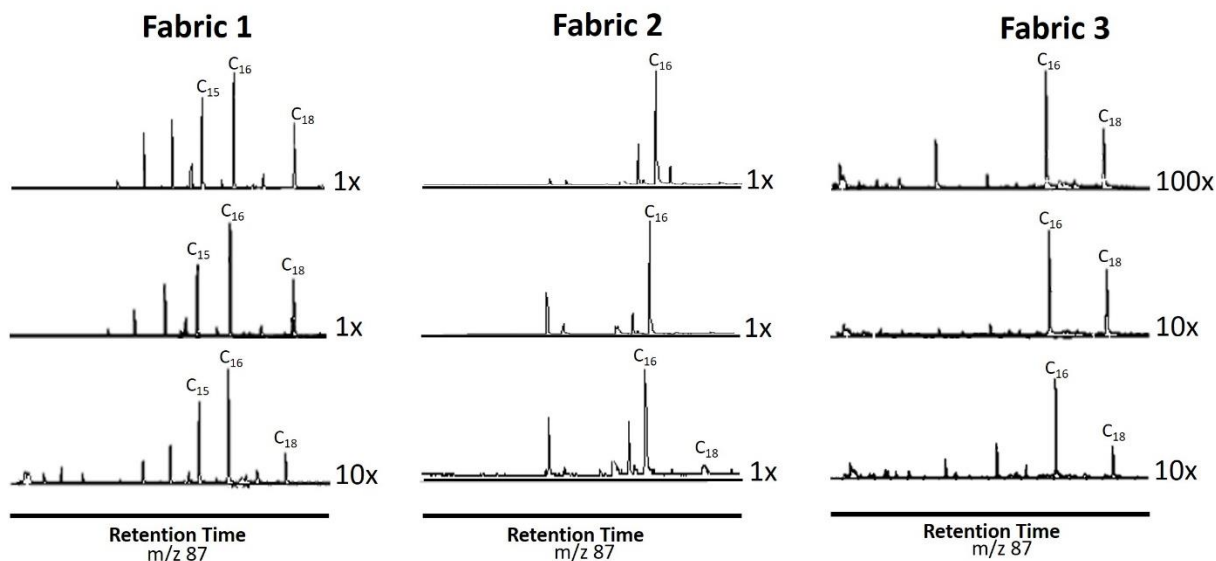 Fabric 1
C₁₆
C₁₅
C₁₈
1x
C₁₆
C₁₅
C₁₈
1x
C₁₆
C₁₅
C₁₈
10x
Retention Time
m/z 87
Fabric 2
C₁₆
1x
C₁₆
1x
C₁₆
C₁₈
1x
Retention Time
m/z 87
Fabric 3
C₁₆
C₁₈
100x
C₁₆
C₁₈
10x
C₁₆
C₁₈
10x
Retention Time
m/z 87